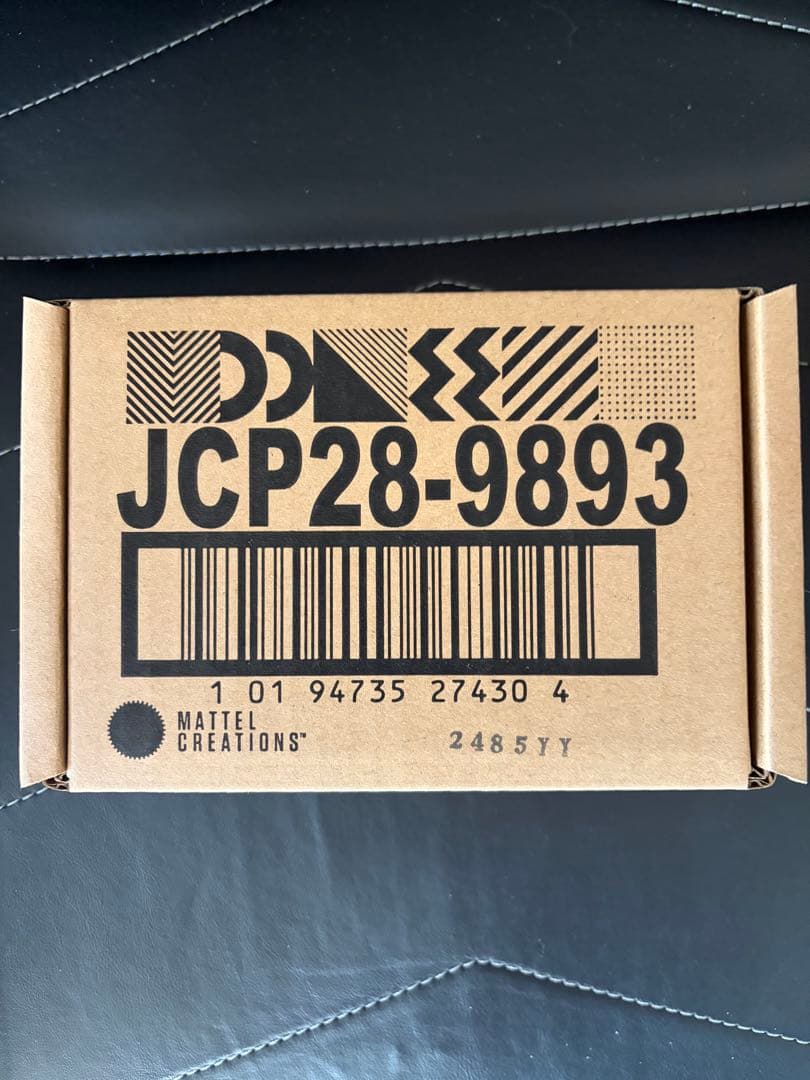 JCP28-9893
1 01 94735 27430 4
MATTEL
CREATIONS™
2485YY